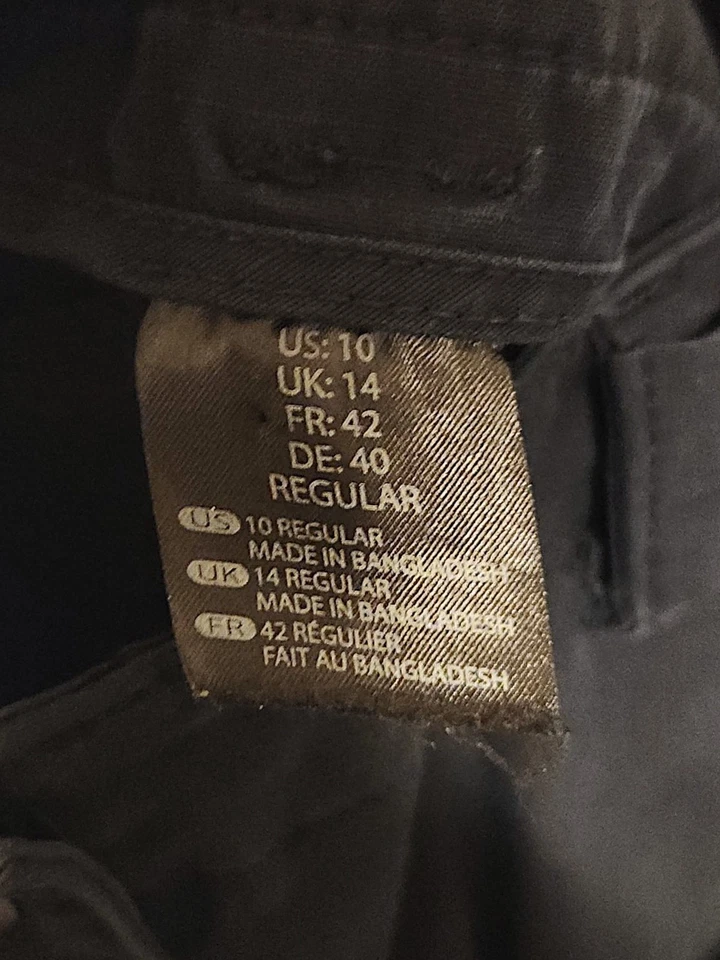 US: 10
UK: 14
FR: 42
DE: 40
REGULAR
US 10 REGULAR
MADE IN BANGLADESH
UK 14 REGULAR
MADE IN BANGLADESH
FR 42 RÉGULIER
FAIT AU BANGLADESH